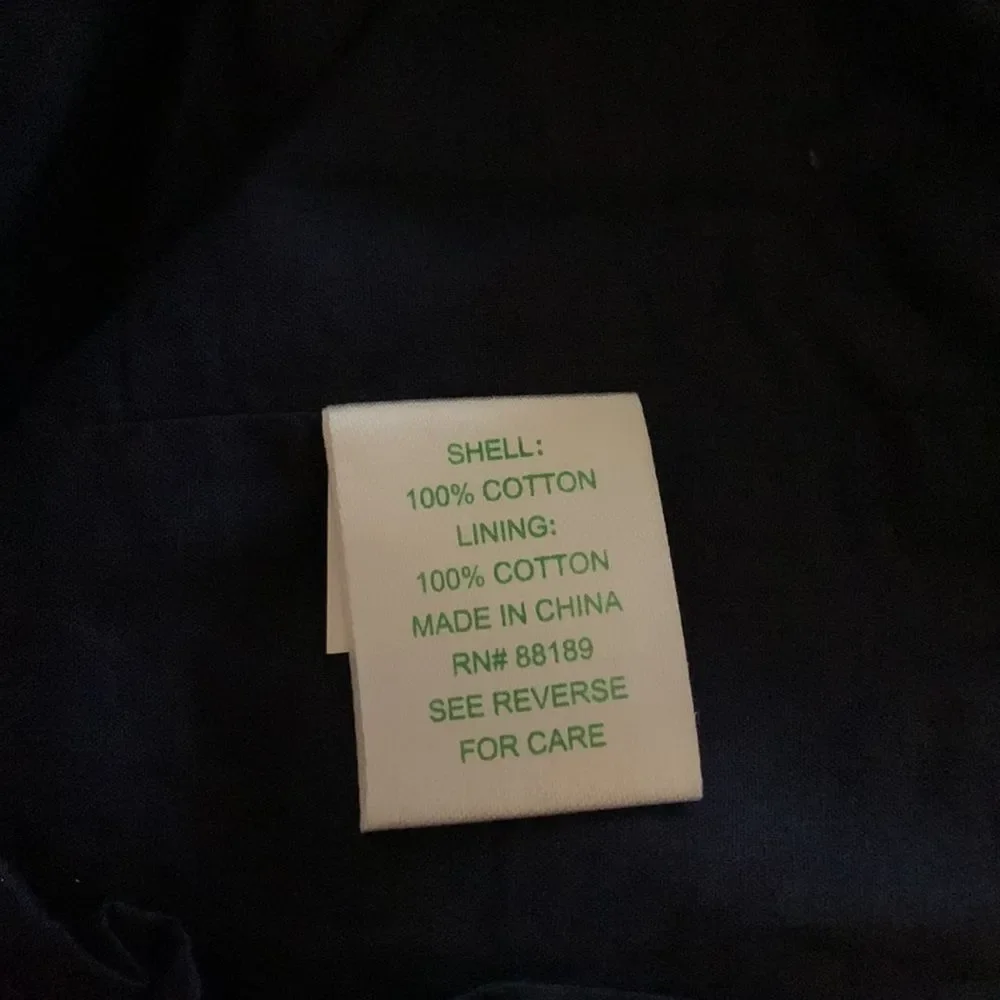 SHELL:
100% COTTON
LINING:
100% COTTON
MADE IN CHINA
RN# 88189
SEE REVERSE
FOR CARE